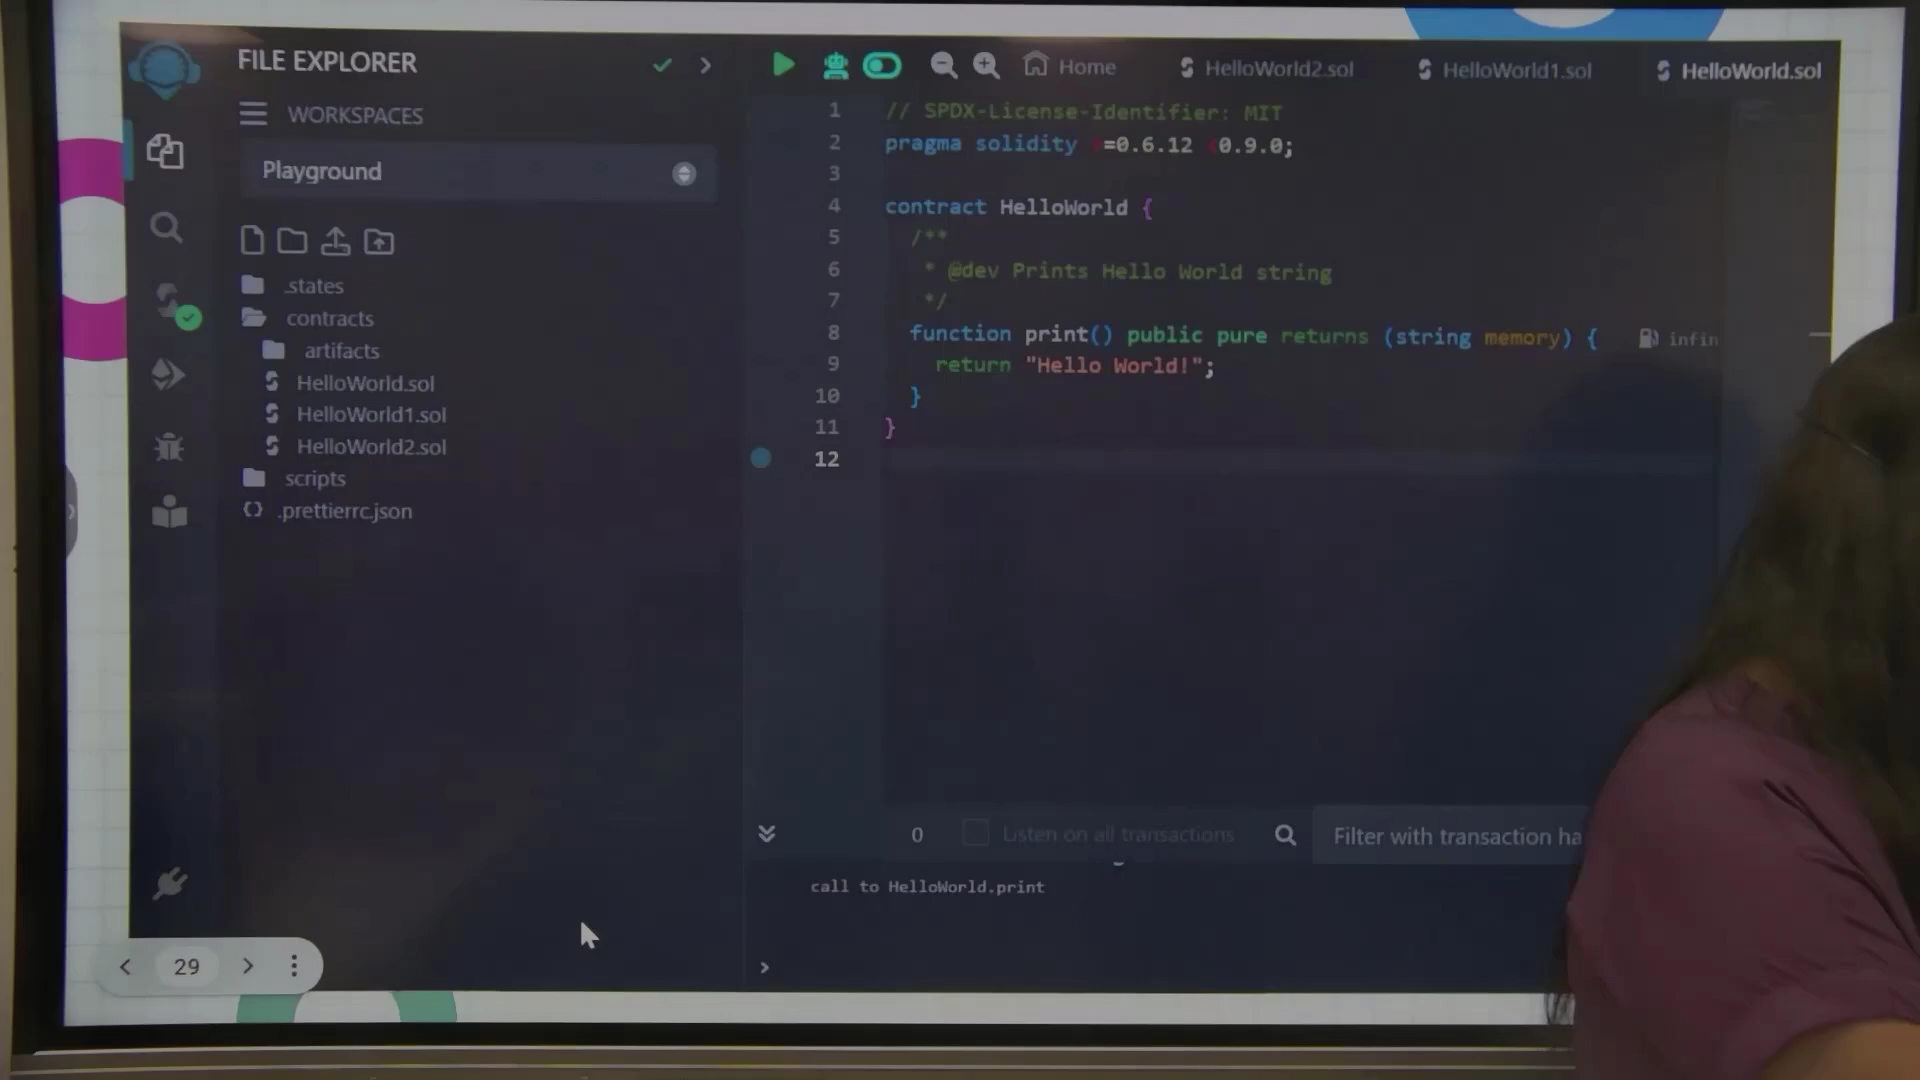 FILE EXPLORER
WORKSPACES
Playground
.states
contracts
artifacts
HelloWorld.sol
HelloWorld1.sol
HelloWorld2.sol
scripts
.prettierrc.json
Home HelloWorld2.sol HelloWorld1.sol HelloWorld.sol
1 // SPDX-License-Identifier: MIT
2 pragma solidity >=0.6.12 <0.9.0;
3
4 contract HelloWorld {
5 /**
6 * @dev Prints Hello World string
7 */
8 function print() public pure returns (string memory) { infin
9 return "Hello World!";
10 }
11 }
12
0 Listen on all transactions Filter with transaction ha
call to HelloWorld.print
>
< 29 >